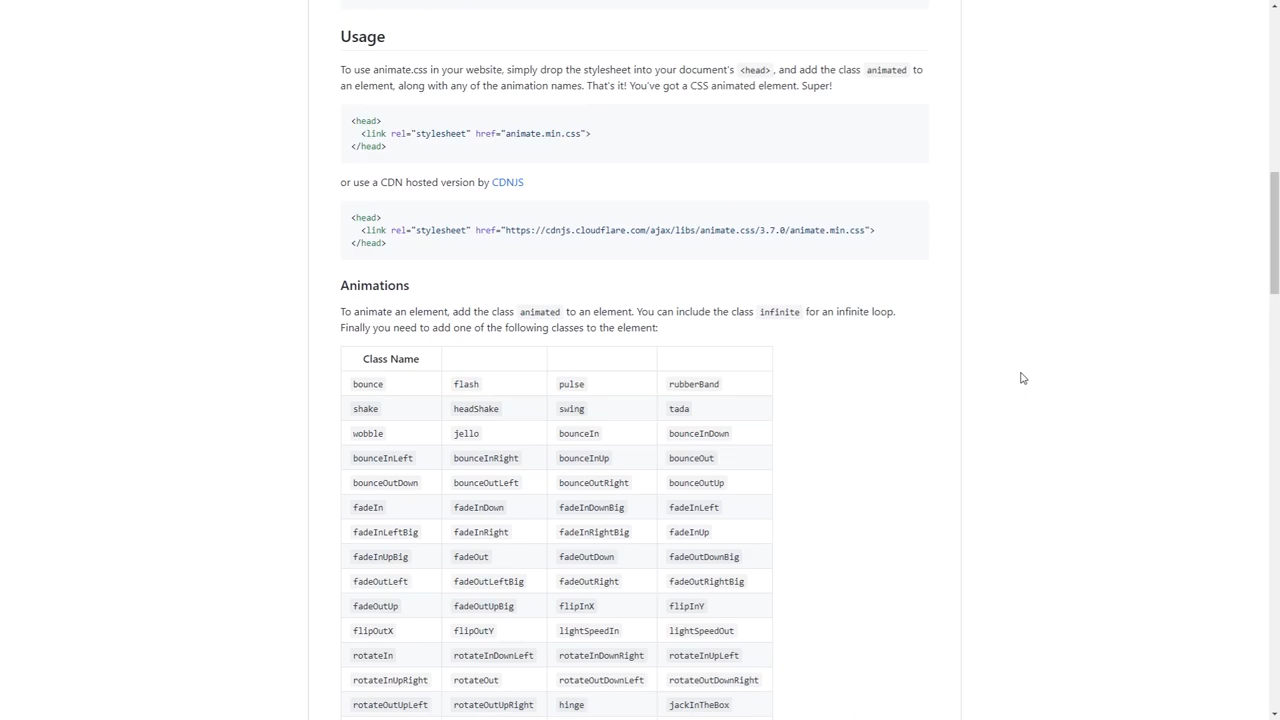 Usage
To use animate.css in your website, simply drop the stylesheet into your document's <head>, and add the class animated to
an element, along with any of the animation names. That's it! You've got a CSS animated element. Super!
<head>
<link rel="stylesheet" href="animate.min.css">
</head>
or use a CDN hosted version by CDNJS
<head>
<link rel="stylesheet" href="https://cdnjs.cloudflare.com/ajax/libs/animate.css/3.7.0/animate.min.css">
</head>
Animations
To animate an element, add the class animated to an element. You can include the class infinite for an infinite loop.
Finally you need to add one of the following classes to the element:
Class Name
bounce flash pulse rubberBand
shake headShake swing tada
wobble jello bounceIn bounceInDown
bounceInLeft bounceInRight bounceInUp bounceOut
bounceOutDown bounceOutLeft bounceOutRight bounceOutUp
fadeIn fadeInDown fadeInDownBig fadeInLeft
fadeInLeftBig fadeInRight fadeInRightBig fadeInUp
fadeInUpBig fadeOut fadeOutDown fadeOutDownBig
fadeOutLeft fadeOutLeftBig fadeOutRight fadeOutRightBig
fadeOutUp fadeOutUpBig flipInX flipInY
flipOutX flipOutY lightSpeedIn lightSpeedOut
rotateIn rotateInDownLeft rotateInDownRight rotateInUpLeft
rotateInUpRight rotateOut rotateOutDownLeft rotateOutDownRight
rotateOutUpLeft rotateOutUpRight hinge jackInTheBox